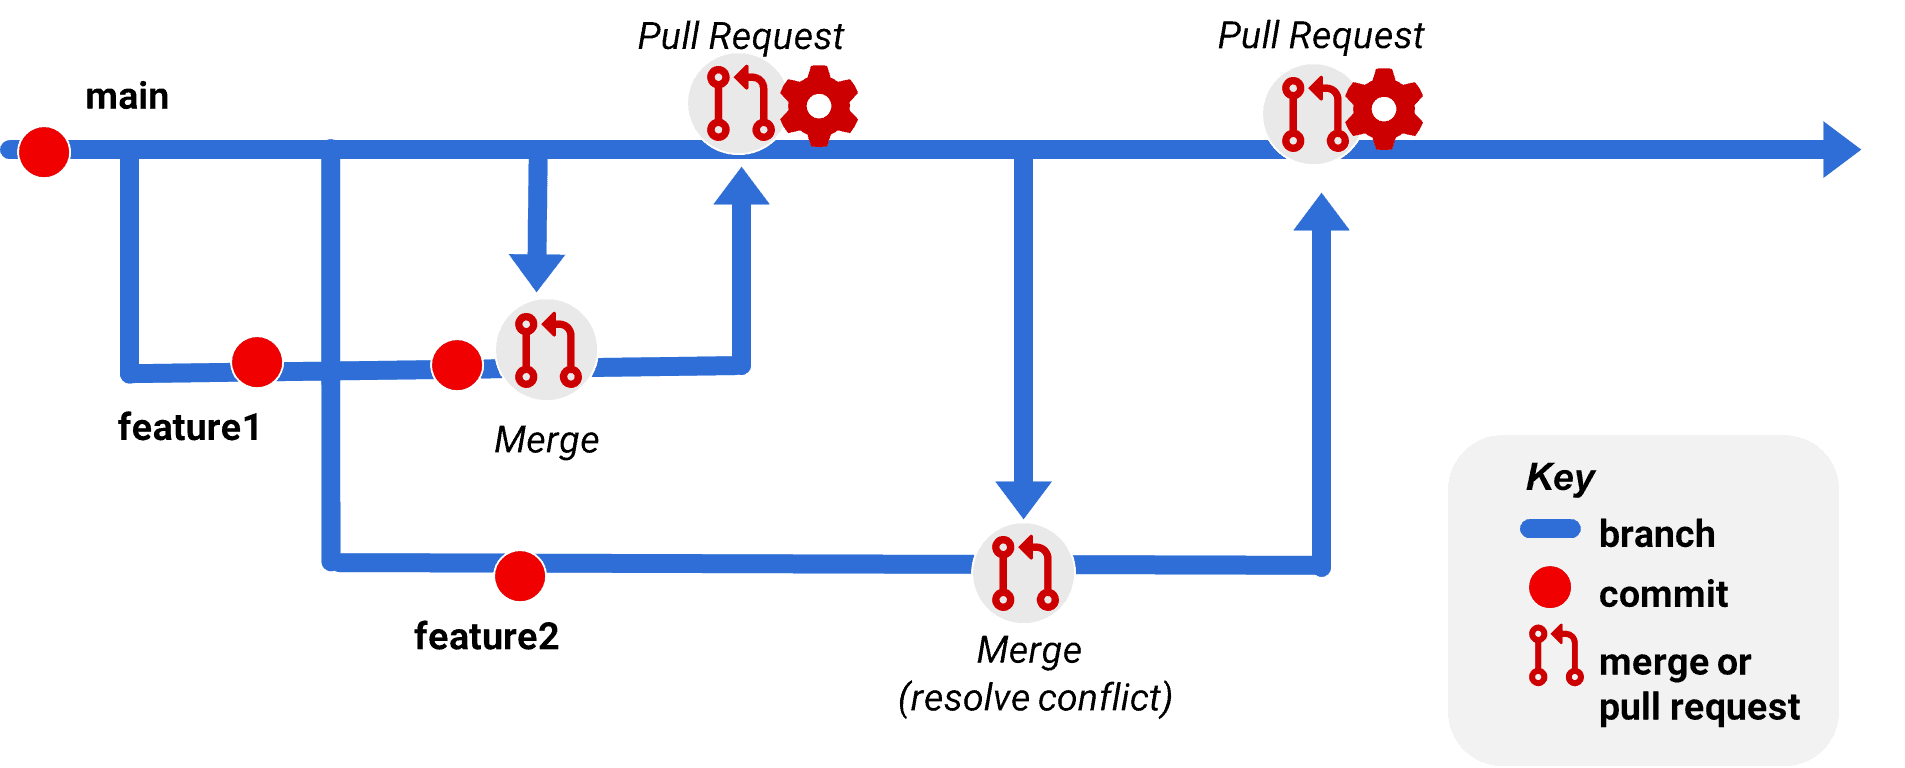 Pull Request
Pull Request
main
feature1
Merge
feature2
Merge
(resolve conflict)
Key
branch
commit
merge or
pull request